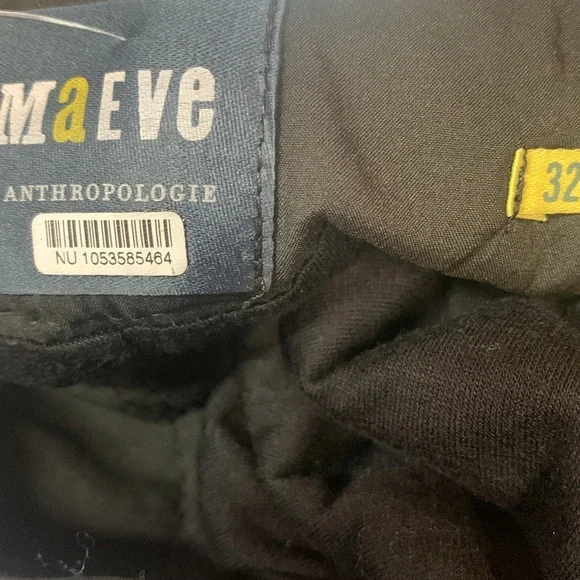 MaEVe
ANTHROPOLOGIE
NU 1053585464
32